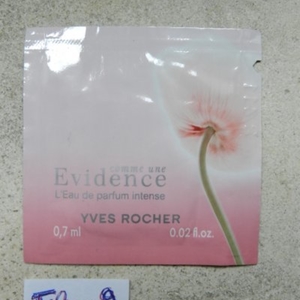 comme une
Evidence
L'Eau de parfum intense
YVES ROCHER
0,7 ml 0.02 fl.oz.